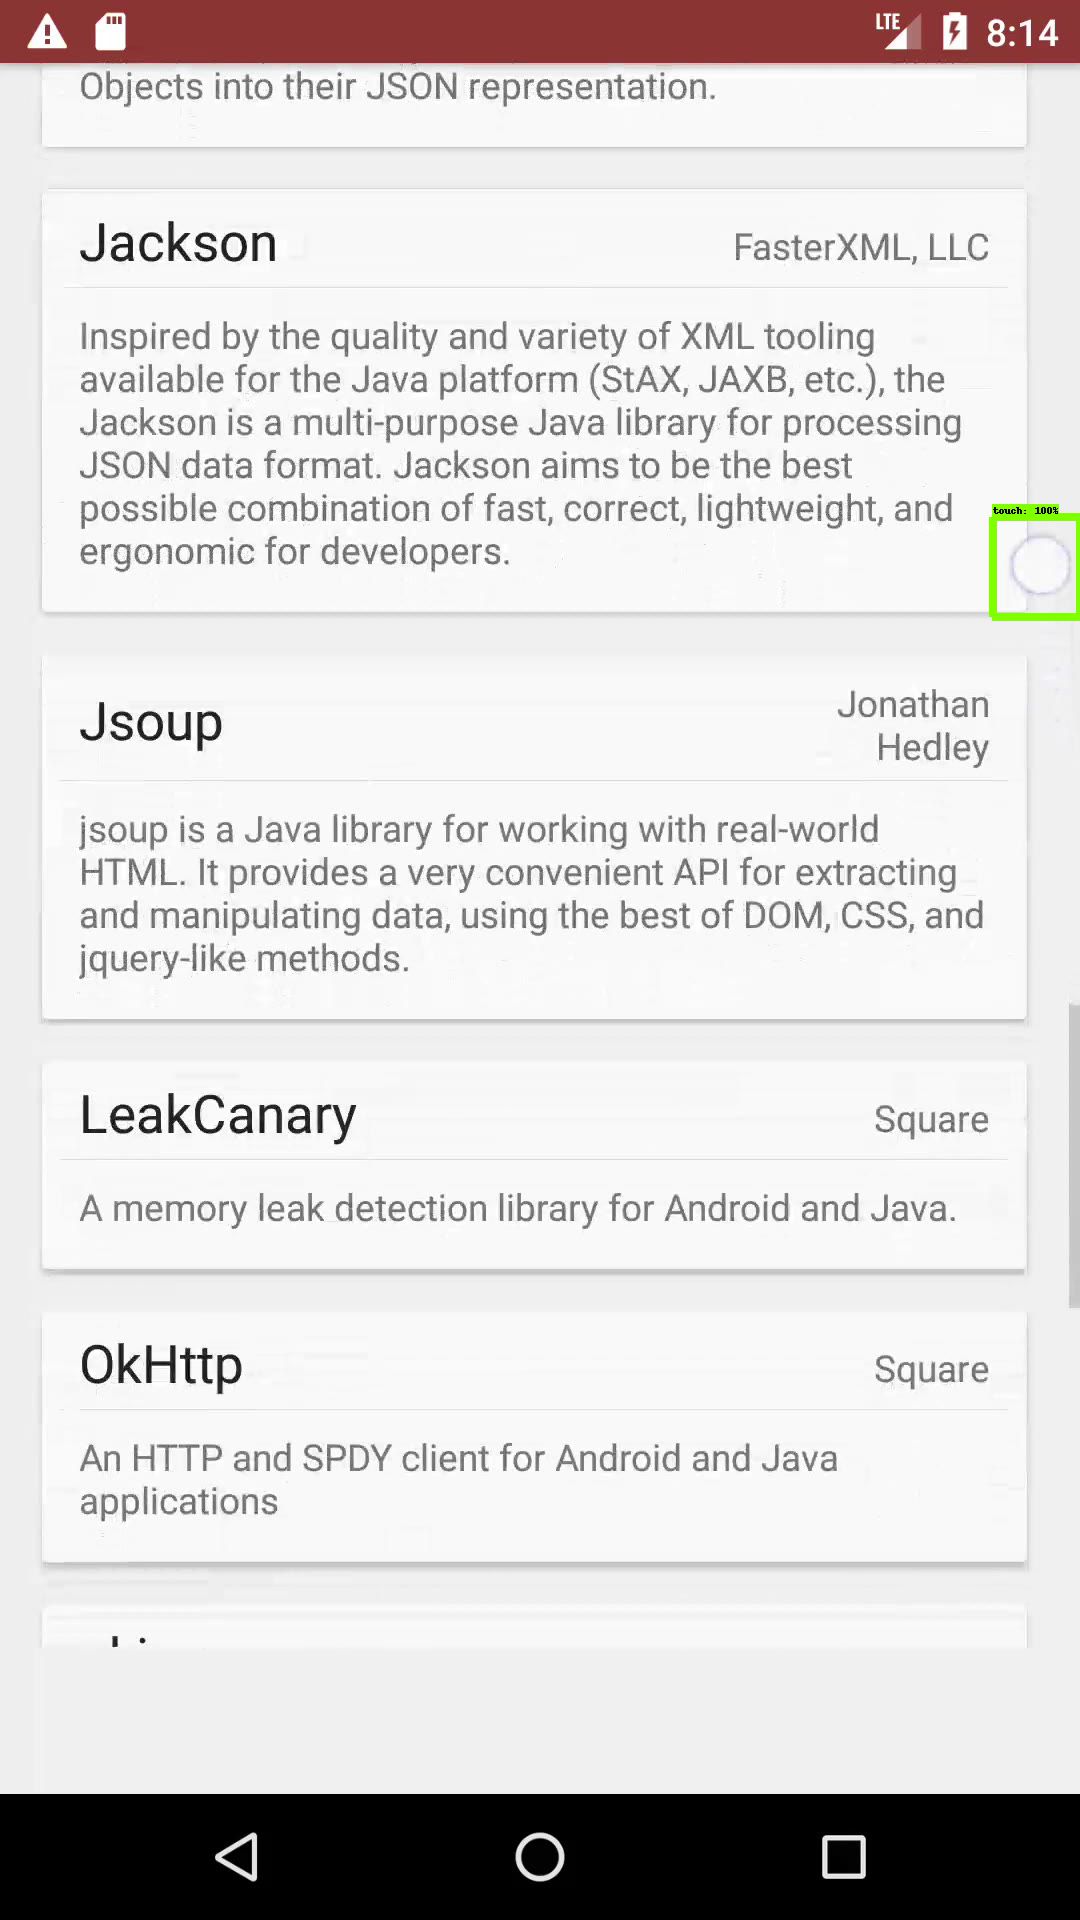 LTE 8:14
Objects into their JSON representation.
Jackson FasterXML, LLC
Inspired by the quality and variety of XML tooling
available for the Java platform (StAX, JAXB, etc.), the
Jackson is a multi-purpose Java library for processing
JSON data format. Jackson aims to be the best
possible combination of fast, correct, lightweight, and
ergonomic for developers.
touch: 100%
Jsoup Jonathan
Hedley
jsoup is a Java library for working with real-world
HTML. It provides a very convenient API for extracting
and manipulating data, using the best of DOM, CSS, and
jquery-like methods.
LeakCanary Square
A memory leak detection library for Android and Java.
OkHttp Square
An HTTP and SPDY client for Android and Java
applications